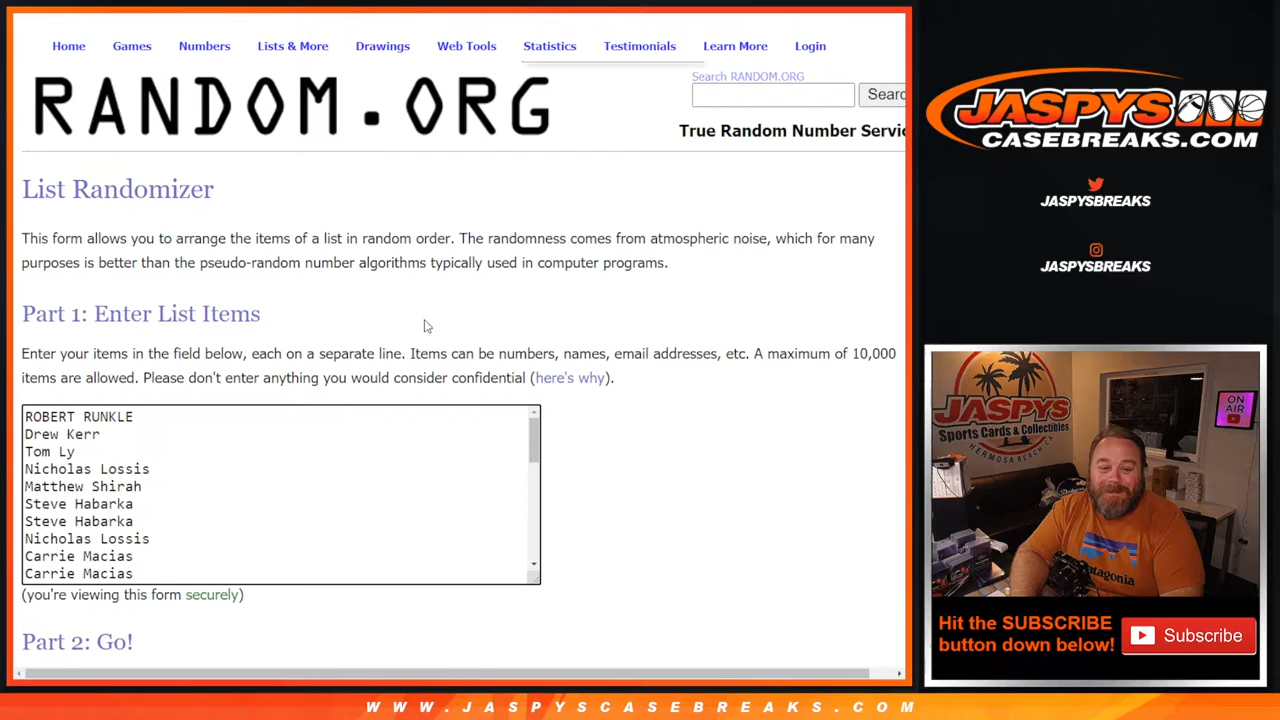 Home Games Numbers Lists & More Drawings Web Tools Statistics Testimonials Learn More Login
RANDOM.ORG
Search RANDOM.ORG
Searc
True Random Number Servic
List Randomizer
This form allows you to arrange the items of a list in random order. The randomness comes from atmospheric noise, which for many
purposes is better than the pseudo-random number algorithms typically used in computer programs.
Part 1: Enter List Items
Enter your items in the field below, each on a separate line. Items can be numbers, names, email addresses, etc. A maximum of 10,000
items are allowed. Please don't enter anything you would consider confidential (here's why).
ROBERT RUNKLE
Drew Kerr
Tom Ly
Nicholas Lossis
Matthew Shirah
Steve Habarka
Steve Habarka
Nicholas Lossis
Carrie Macias
Carrie Macias
(you're viewing this form securely)
Part 2: Go!
JASPYS
CASEBREAKS.COM
JASPYSBREAKS
JASPYSBREAKS
JASPYS
Sports Cards & Collectibles
HERMOSA BEACH CA
ON
AIR
patagonia
Hit the SUBSCRIBE
button down below!
Subscribe
WWW.JASPYSCASEBREAKS.COM